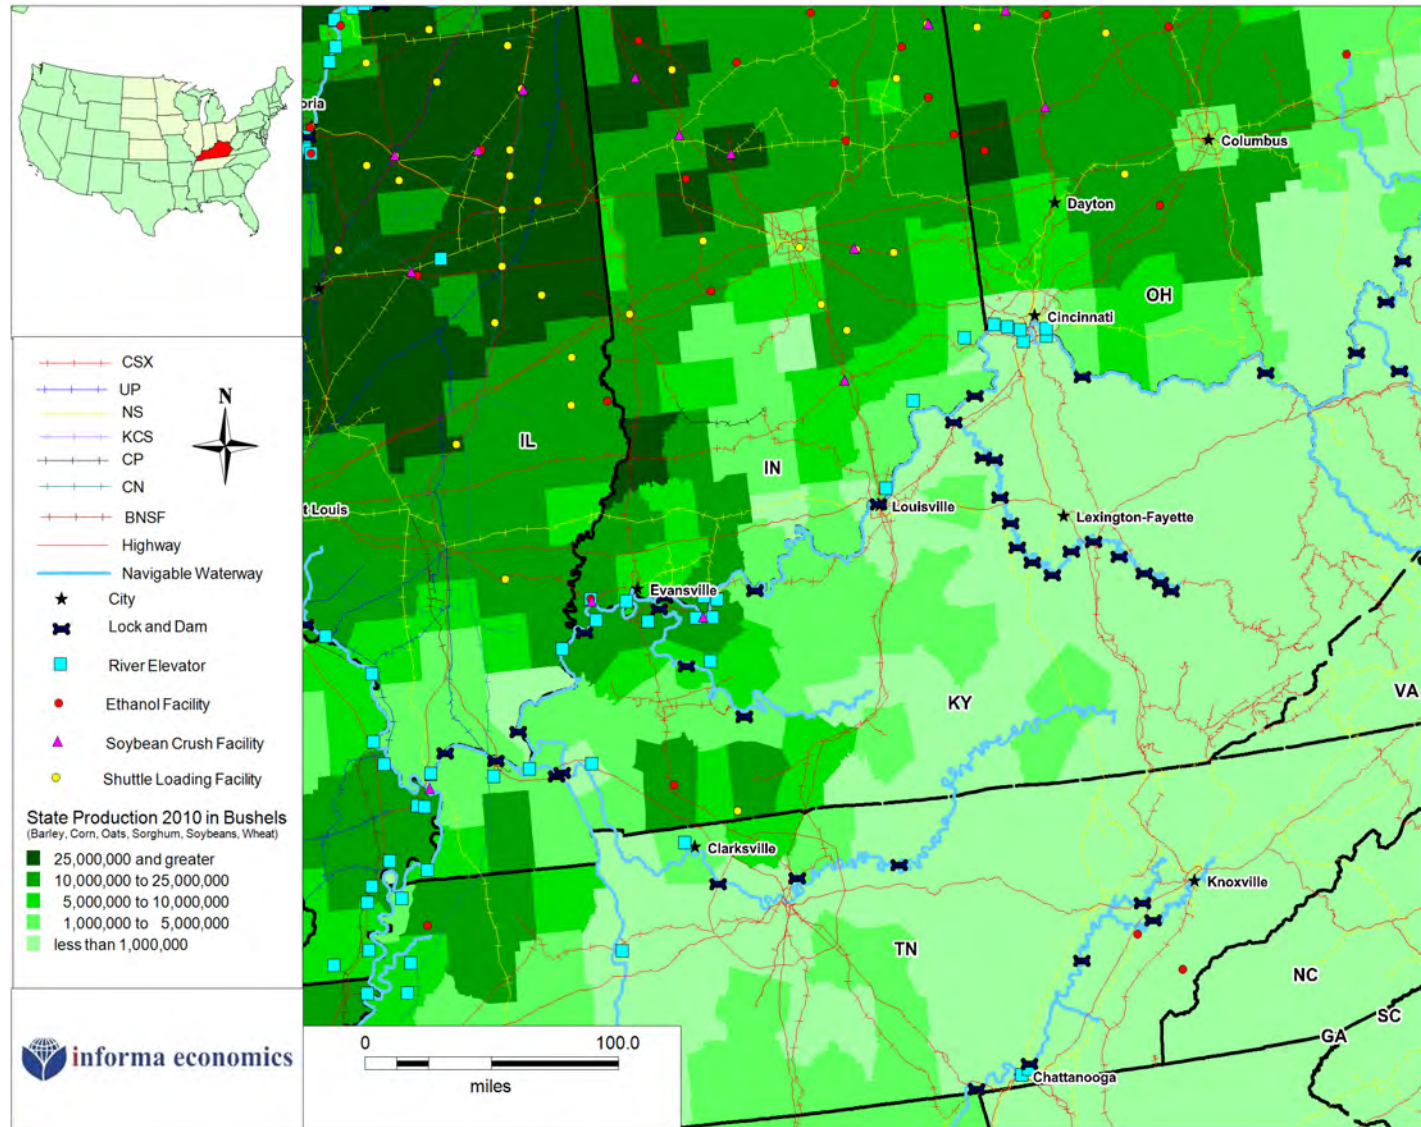 CSX
UP
NS
KCS
CP
CN
BNSF
Highway
Navigable Waterway
City
Lock and Dam
River Elevator
Ethanol Facility
Soybean Crush Facility
Shuttle Loading Facility
N
State Production 2010 in Bushels
(Barley, Corn, Oats, Sorghum, Soybeans, Wheat)
25,000,000 and greater
10,000,000 to 25,000,000
5,000,000 to 10,000,000
1,000,000 to 5,000,000
less than 1,000,000
informa economics
oria
Columbus
Dayton
OH
Cincinnati
IL
IN
t Louis
Louisville
Lexington-Fayette
Evansville
KY
VA
Clarksville
Knoxville
TN
NC
SC
GA
Chattanooga
0 100.0
miles